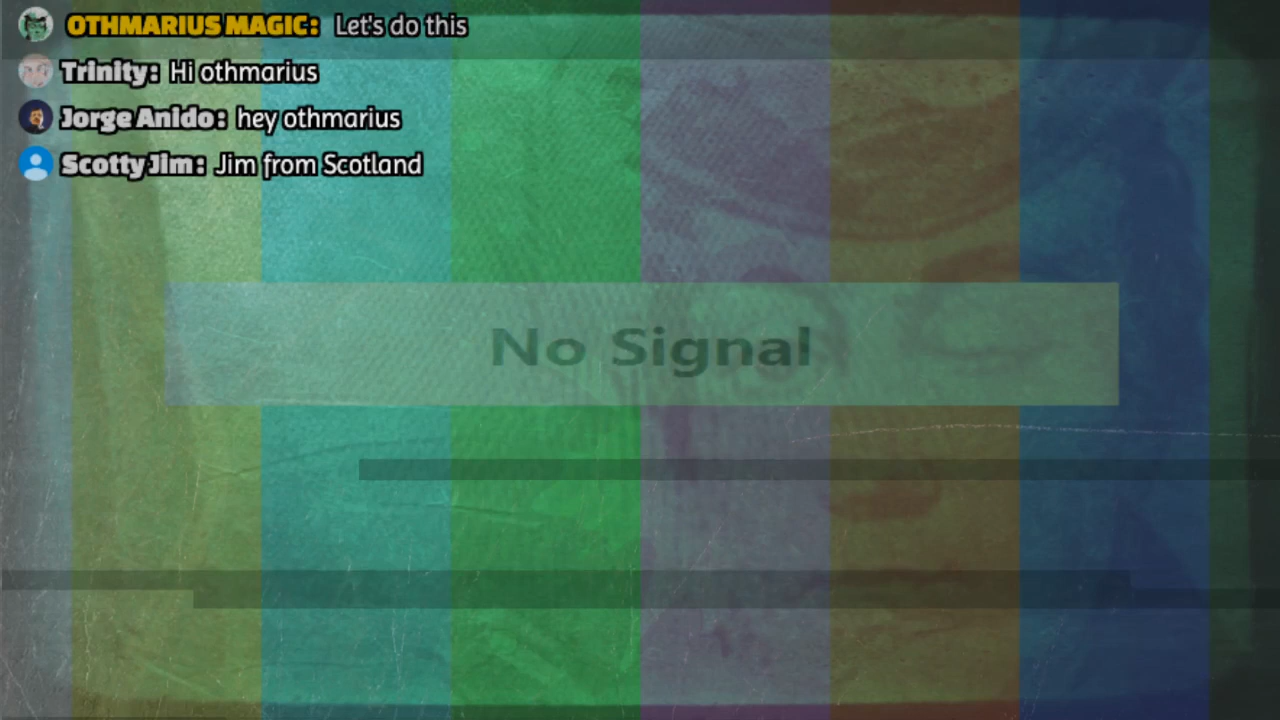 OTHMARIUS MAGIC: Let's do this
Trinity: Hi othmarius
Jorge Anido: hey othmarius
Scotty Jim: Jim from Scotland
No Signal